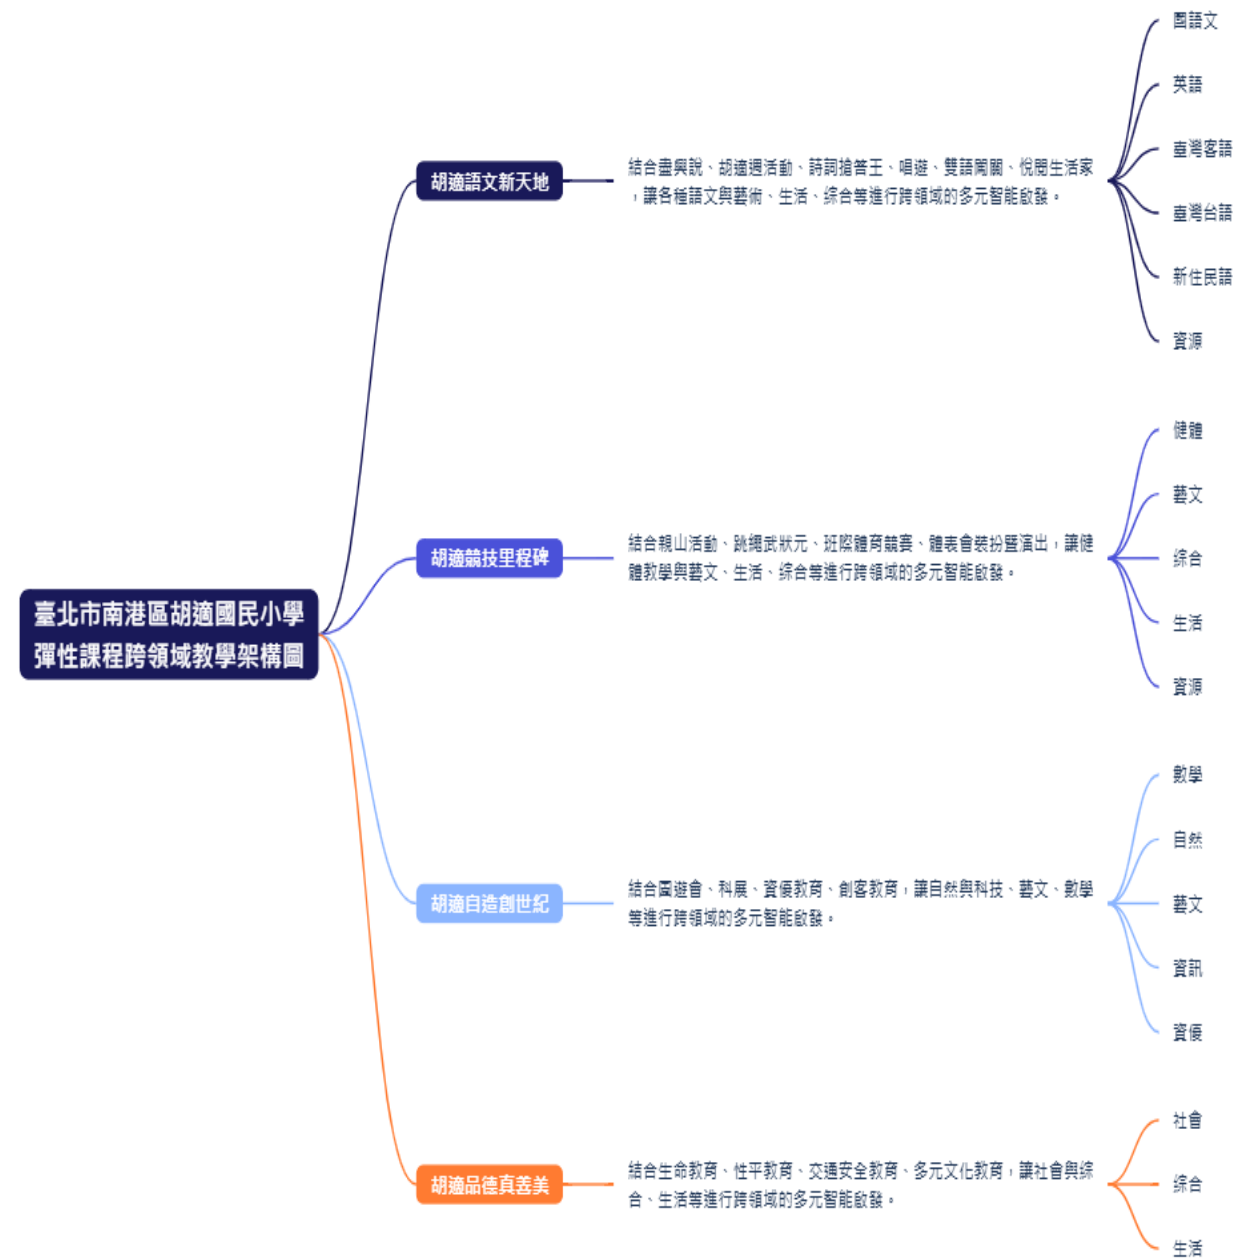 臺北市南港區胡適國民小學
彈性課程跨領域教學架構圖
胡適語文新天地
結合盡興說、胡適週活動、詩詞搶答王、唱遊、雙語闖關、悅閱生活家
，讓各種語文與藝術、生活、綜合等進行跨領域的多元智能啟發。
國語文
英語
臺灣客語
臺灣台語
新住民語
資源
胡適競技里程碑
結合親山活動、跳繩武狀元、班際體育競賽、體表會裝扮暨演出，讓健
體教學與藝文、生活、綜合等進行跨領域的多元智能啟發。
健體
藝文
綜合
生活
資源
胡適自造創世紀
結合園遊會、科展、資優教育、創客教育，讓自然與科技、藝文、數學
等進行跨領域的多元智能啟發。
數學
自然
藝文
資訊
資優
胡適品德真善美
結合生命教育、性平教育、交通安全教育、多元文化教育，讓社會與綜
合、生活等進行跨領域的多元智能啟發。
社會
綜合
生活